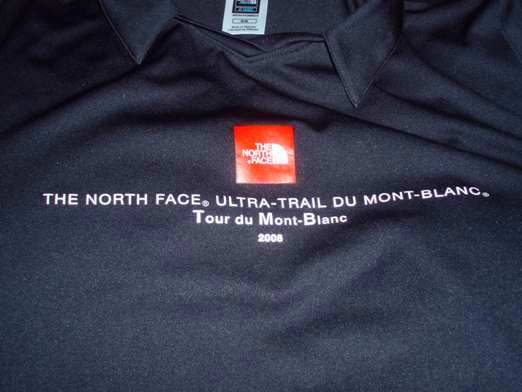 THE
NORTH
FACE
THE NORTH FACE® ULTRA-TRAIL DU MONT-BLANC®
Tour du Mont-Blanc
2008